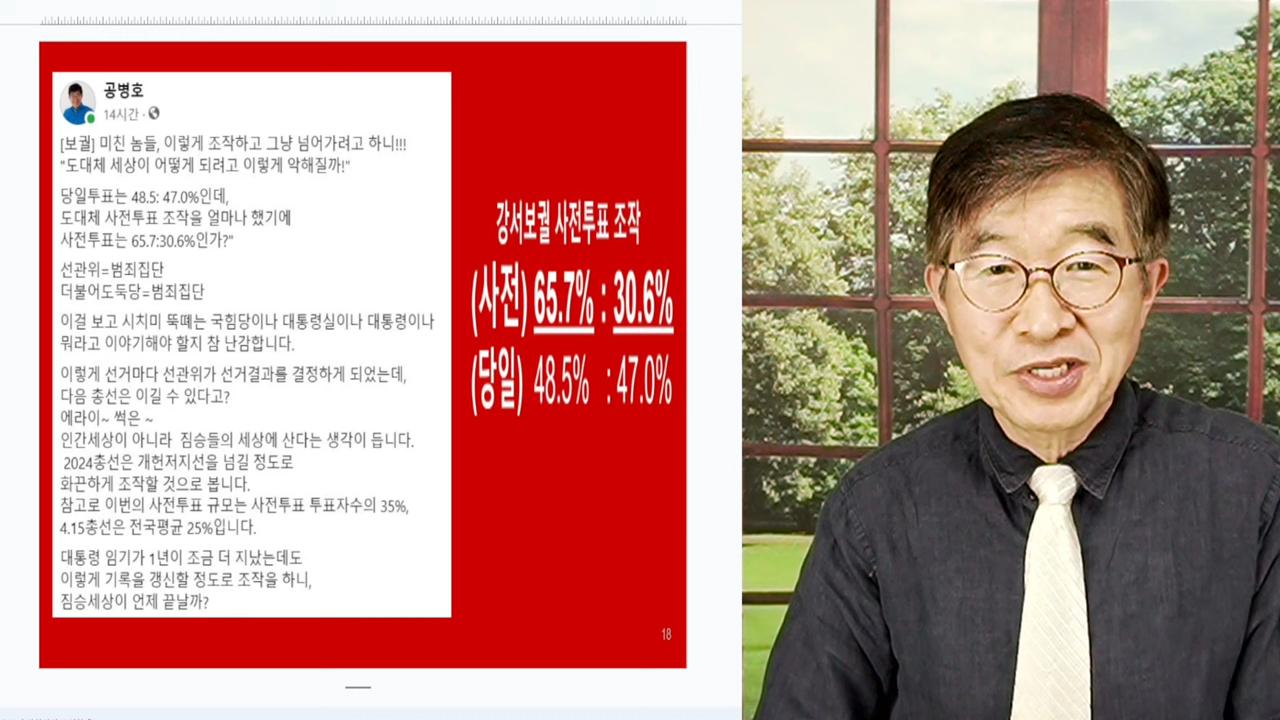 공병호
14시간
[보궐] 미친 놈들, 이렇게 조작하고 그냥 넘어가려고 하니!!!
"도대체 세상이 어떻게 되려고 이렇게 악해질까!"
당일투표는 48.5: 47.0%인데,
도대체 사전투표 조작을 얼마나 했기에
사전투표는 65.7:30.6%인가?"
선관위=범죄집단
더불어도둑당=범죄집단
이걸 보고 시치미 뚝떼는 국힘당이나 대통령실이나 대통령이나
뭐라고 이야기해야 할지 참 난감합니다.
이렇게 선거마다 선관위가 선거결과를 결정하게 되었는데,
다음 총선은 이길 수 있다고?
에라이~ 썩은 ~
인간세상이 아니라 짐승들의 세상에 산다는 생각이 듭니다.
2024총선은 개헌저지선을 넘길 정도로
화끈하게 조작할 것으로 봅니다.
참고로 이번의 사전투표 규모는 사전투표 투표자수의 35%,
4.15총선은 전국평균 25%입니다.
대통령 임기가 1년이 조금 더 지났는데도
이렇게 기록을 갱신할 정도로 조작을 하니,
짐승세상이 언제 끝날까?
강서보궐 사전투표 조작
(사전) 65.7% : 30.6%
(당일) 48.5% : 47.0%
18